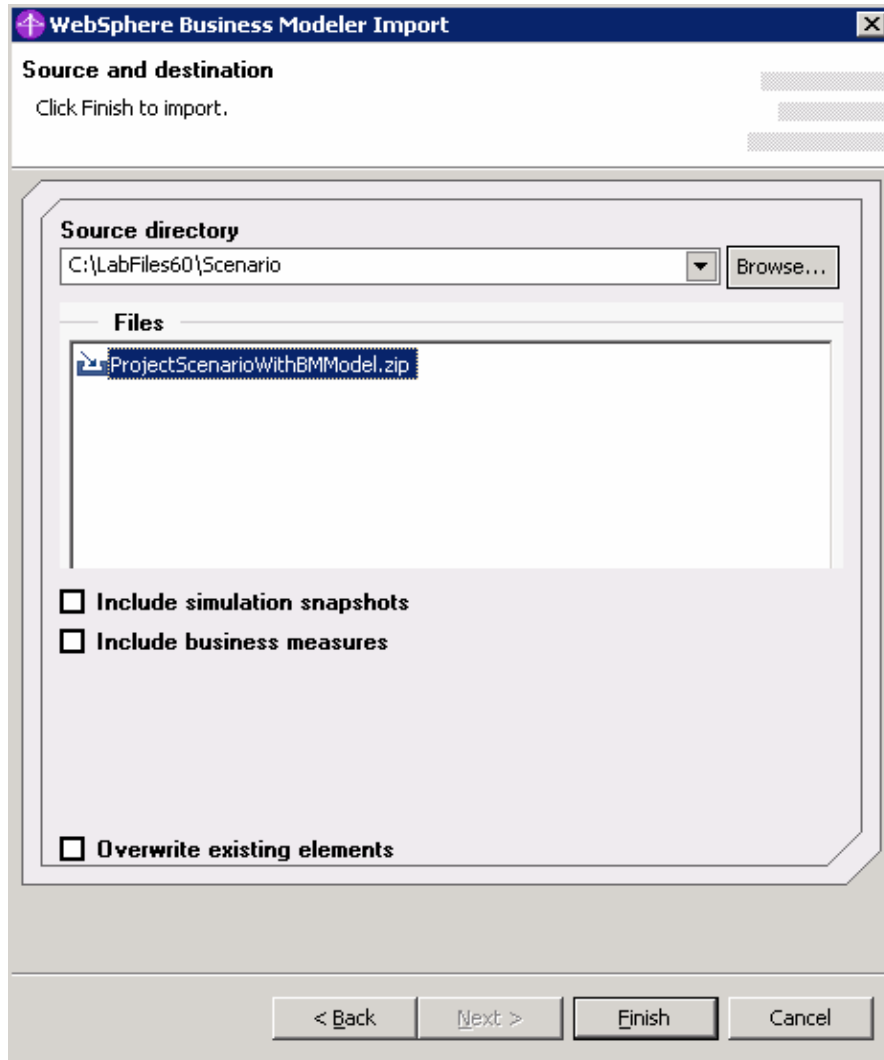 WebSphere Business Modeler Import
Source and destination
Click Finish to import.
Source directory
C:\LabFiles60\Scenario
Browse...
Files
ProjectScenarioWithBMModel.zip
Include simulation snapshots
Include business measures
Overwrite existing elements
< Back Next > Finish Cancel